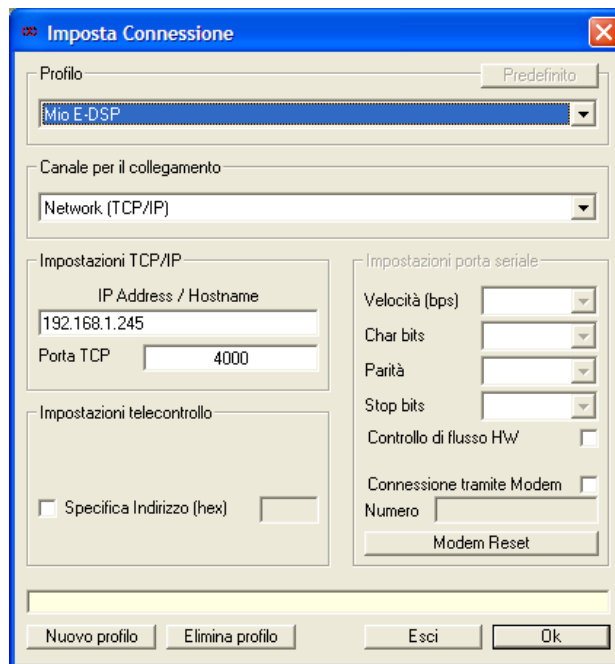 Imposta Connessione
Profilo
Predefinito
Mio E-DSP
Canale per il collegamento
Network (TCP/IP)
Impostazioni TCP/IP
IP Address / Hostname
192.168.1.245
Porta TCP 4000
Impostazioni telecontrollo
Specifica Indirizzo (hex)
Impostazioni porta seriale
Velocità (bps)
Char bits
Parità
Stop bits
Controllo di flusso HW
Connessione tramite Modem
Numero
Modem Reset
Nuovo profilo Elimina profilo Esci Ok